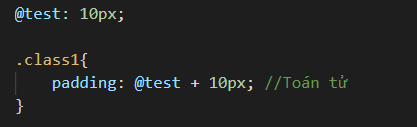 @test: 10px;
.class1{
padding: @test + 10px; //Toán tử
}